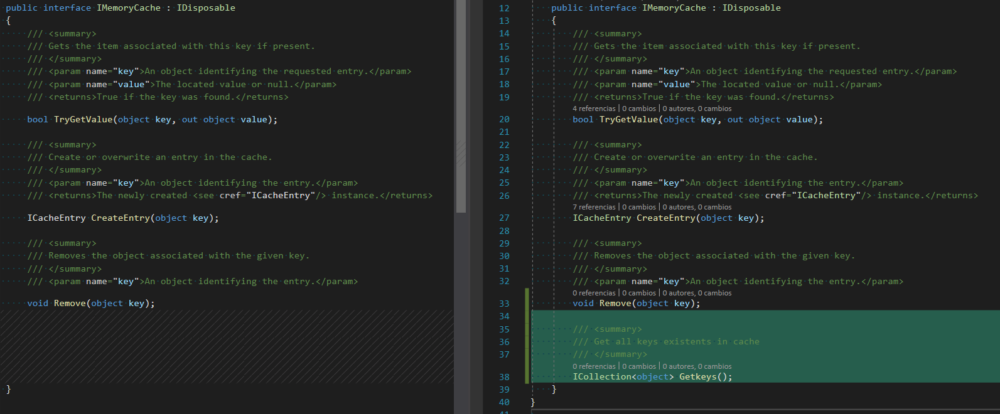 public interface IMemoryCache : IDisposable
{
/// <summary>
/// Gets the item associated with this key if present.
/// </summary>
/// <param name="key">An object identifying the requested entry.</param>
/// <param name="value">The located value or null.</param>
/// <returns>True if the key was found.</returns>
bool TryGetValue(object key, out object value);
/// <summary>
/// Create or overwrite an entry in the cache.
/// </summary>
/// <param name="key">An object identifying the entry.</param>
/// <returns>The newly created <see cref="ICacheEntry"/> instance.</returns>
ICacheEntry CreateEntry(object key);
/// <summary>
/// Removes the object associated with the given key.
/// </summary>
/// <param name="key">An object identifying the entry.</param>
void Remove(object key);
}
12 public interface IMemoryCache : IDisposable
13 {
14 /// <summary>
15 /// Gets the item associated with this key if present.
16 /// </summary>
17 /// <param name="key">An object identifying the requested entry.</param>
18 /// <param name="value">The located value or null.</param>
19 /// <returns>True if the key was found.</returns>
4 referencias | 0 cambios | 0 autores, 0 cambios
20 bool TryGetValue(object key, out object value);
21
22 /// <summary>
23 /// Create or overwrite an entry in the cache.
24 /// </summary>
25 /// <param name="key">An object identifying the entry.</param>
26 /// <returns>The newly created <see cref="ICacheEntry"/> instance.</returns>
7 referencias | 0 cambios | 0 autores, 0 cambios
27 ICacheEntry CreateEntry(object key);
28
29 /// <summary>
30 /// Removes the object associated with the given key.
31 /// </summary>
32 /// <param name="key">An object identifying the entry.</param>
0 referencias | 0 cambios | 0 autores, 0 cambios
33 void Remove(object key);
34
35 /// <summary>
36 /// Get all keys existents in cache
37 /// </summary>
0 referencias | 0 cambios | 0 autores, 0 cambios
38 ICollection<object> Getkeys();
39 }
40 }
41